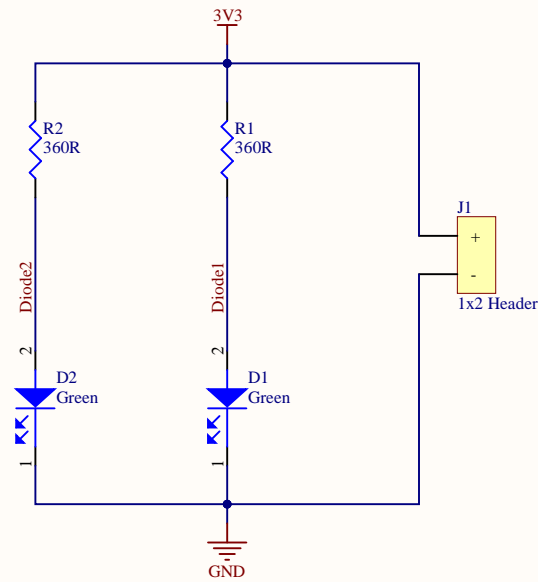 3V3
R2
360R
R1
360R
J1
+
-
1x2 Header
Diode2
Diode1
2
2
D2
Green
D1
Green
1
1
GND